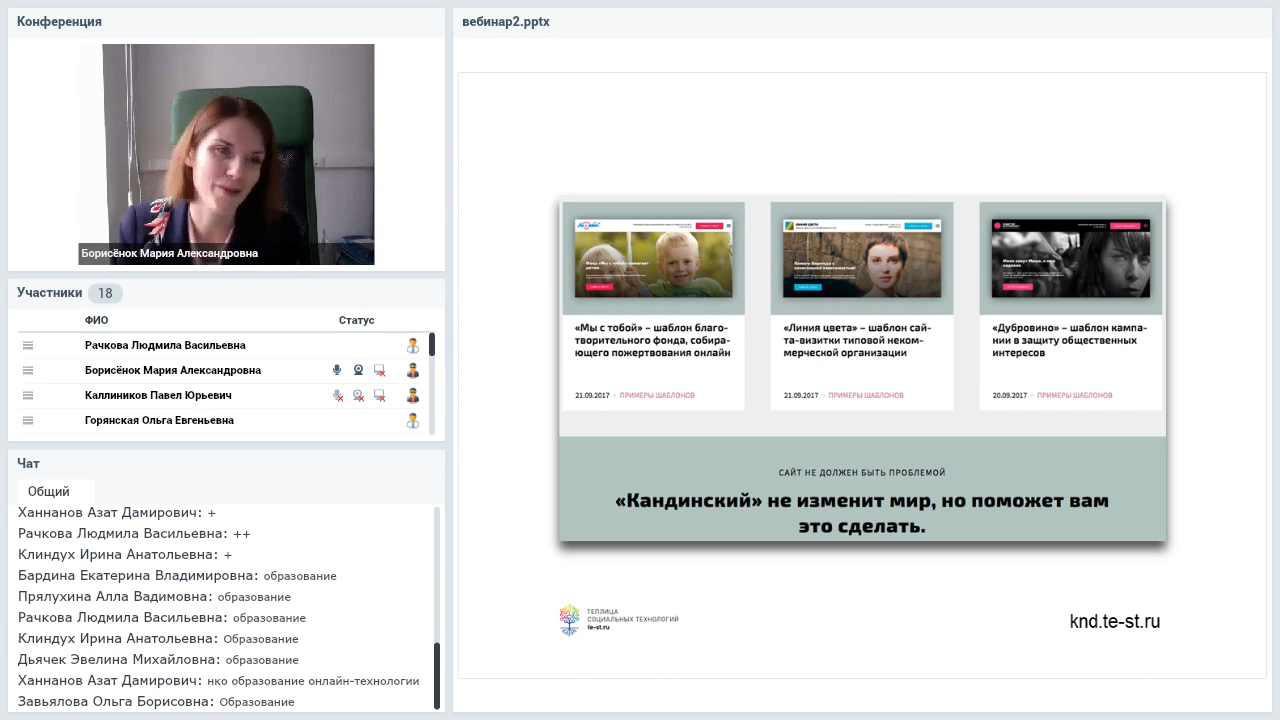 Конференция
Борисёнок Мария Александровна
Участники 18
ФИО Статус
Рачкова Людмила Васильевна
Борисёнок Мария Александровна
Каллиников Павел Юрьевич
Горянская Ольга Евгеньевна
Чат
Общий
Ханнанов Азат Дамирович: +
Рачкова Людмила Васильевна: ++
Клиндух Ирина Анатольевна: +
Бардина Екатерина Владимировна: образование
Прялухина Алла Вадимовна: образование
Рачкова Людмила Васильевна: образование
Клиндух Ирина Анатольевна: Образование
Дьячек Эвелина Михайловна: образование
Ханнанов Азат Дамирович: нко образование онлайн-технологии
Завьялова Ольга Борисовна: Образование
вебинар2.pptx
«Мы с тобой» – шаблон благо-
творительного фонда, собира-
ющего пожертвования онлайн
21.09.2017 ПРИМЕРЫ ШАБЛОНОВ
«Линия цвета» – шаблон сай-
та-визитки типовой неком-
мерческой организации
21.09.2017 ПРИМЕРЫ ШАБЛОНОВ
«Дубровино» – шаблон кампа-
нии в защиту общественных
интересов
20.09.2017 ПРИМЕРЫ ШАБЛОНОВ
САЙТ НЕ ДОЛЖЕН БЫТЬ ПРОБЛЕМОЙ
«Кандинский» не изменит мир, но поможет вам
это сделать.
ТЕПЛИЦА
СОЦИАЛЬНЫХ ТЕХНОЛОГИЙ
te-st.ru
knd.te-st.ru